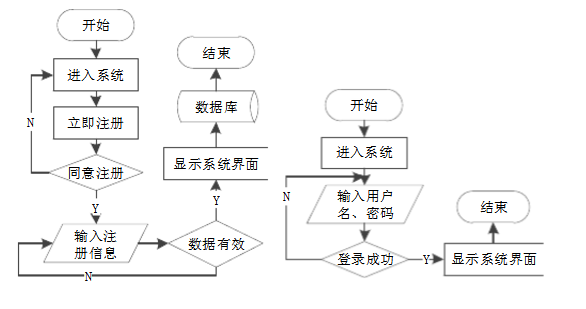 开始
进入系统
立即注册
N
同意注册
Y
输入注
册信息
数据有效
N
Y
显示系统界面
数据库
结束
开始
进入系统
N
输入用户
名、密码
登录成功
Y
显示系统界面
结束